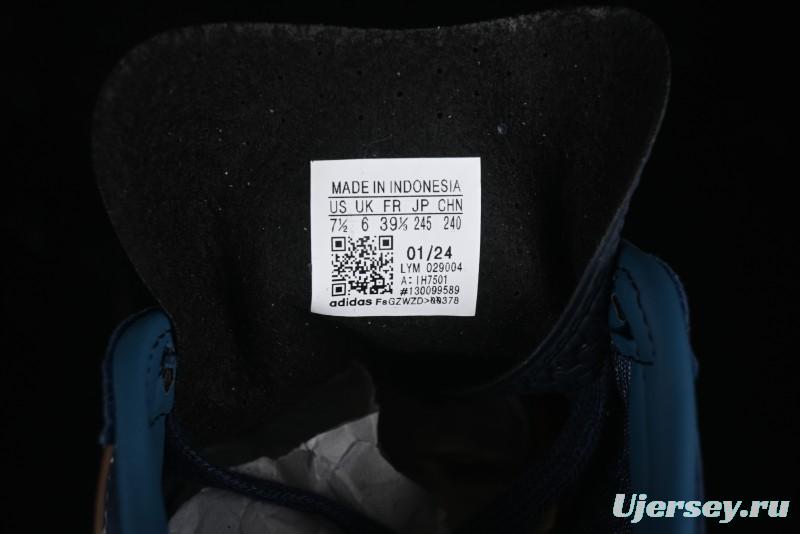 MADE IN INDONESIA
US UK FR JP CHN
7½ 6 39⅓ 245 240
01/24
LYM 029004
A: IH7501
#130099589
adidas
Ujersey.ru